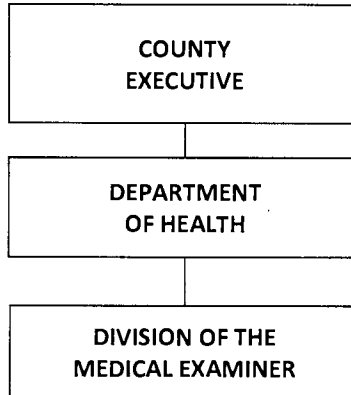 COUNTY
EXECUTIVE
DEPARTMENT
OF HEALTH
DIVISION OF THE
MEDICAL EXAMINER